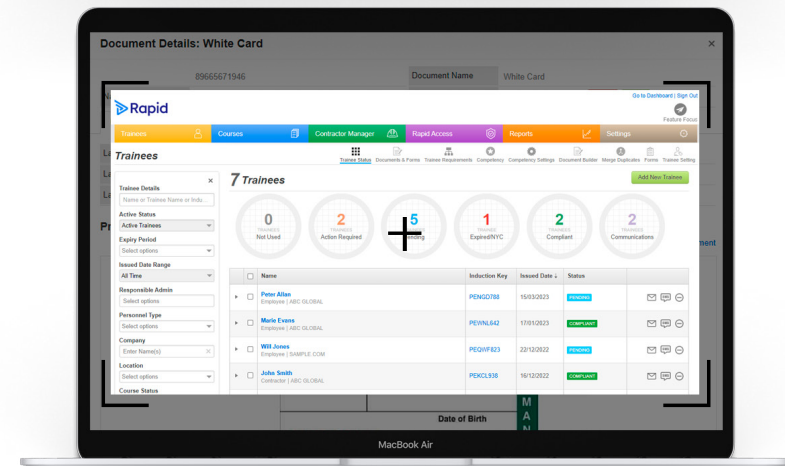 Document Details: White Card ×
89665671946 Document Name White Card
Go to Dashboard | Sign Out
Rapid
Feature Focus
Trainees Courses Contractor Manager Rapid Access Reports Settings
Trainees
Trainee Status Documents & Forms Trainee Requirements Competency Competency Settings Document Builder Merge Duplicates Forms Trainee Setting
×
7 Trainees
Add New Trainee
Trainee Details
Name or Trainee Name or Indu...
Active Status
Active Trainees
Expiry Period
Select options
Issued Date Range
All Time
Responsible Admin
Select options
Personnel Type
Select options
Company
Enter Name(s) ×
Location
Select options
Course Status
0 TRAINEES Not Used
2 TRAINEES Action Required
5
1 TRAINEES Expired/NYC
2 TRAINEES Compliant
2 TRAINEES Communications
Name Induction Key Issued Date ↓ Status
Peter Allan PENGD788 15/03/2023 PENDING
Employee | ABC GLOBAL
Marie Evans PEWNL642 17/01/2023 COMPLIANT
Employee | ABC GLOBAL
Will Jones PEQWF823 22/12/2022 PENDING
Employee | SAMPLE.COM
John Smith PEKCL938 16/12/2022 COMPLIANT
Contractor | ABC GLOBAL
M
Date of Birth A
N
MacBook Air